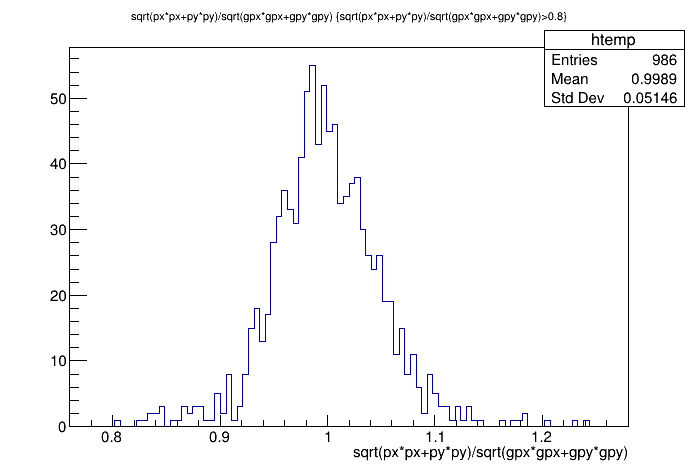 sqrt(px*px+py*py)/sqrt(gpx*gpx+gpy*gpy) {sqrt(px*px+py*py)/sqrt(gpx*gpx+gpy*gpy)>0.8}
htemp
Entries 986
Mean 0.9989
Std Dev 0.05146
50
40
30
20
10
0
0.8 0.9 1 1.1 1.2
sqrt(px*px+py*py)/sqrt(gpx*gpx+gpy*gpy)